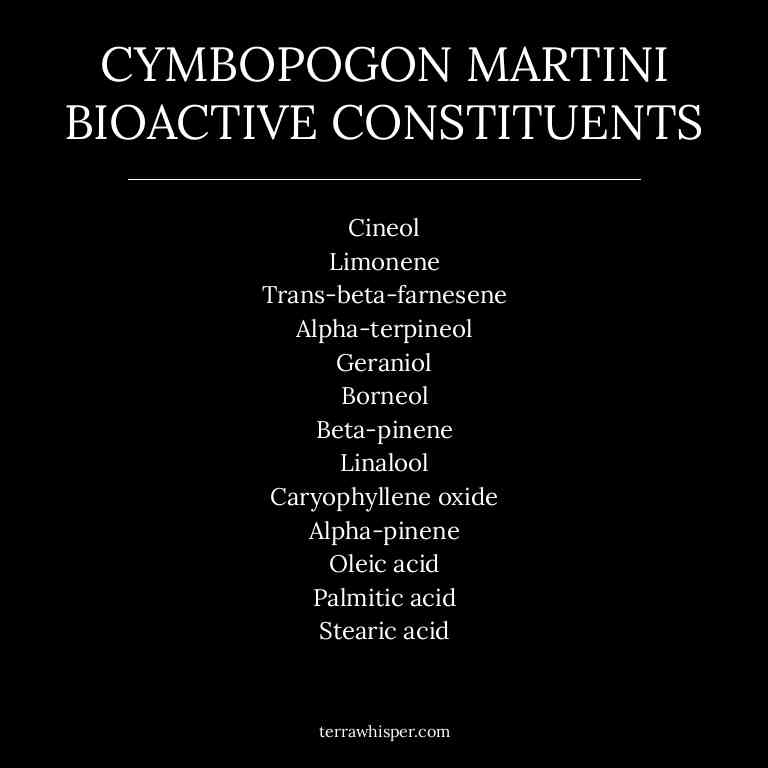 CYMBOPOGON MARTINI
BIOACTIVE CONSTITUENTS
Cineol
Limonene
Trans-beta-farnesene
Alpha-terpineol
Geraniol
Borneol
Beta-pinene
Linalool
Caryophyllene oxide
Alpha-pinene
Oleic acid
Palmitic acid
Stearic acid
terrawhisper.com